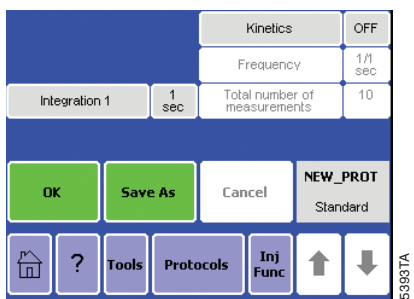 Kinetics OFF
Frequency 1/1
sec
Integration 1 1
sec
Total number of
measurements 10
OK Save As Cancel NEW_PROT
Standard
? Tools Protocols Inj
Func
5393TA